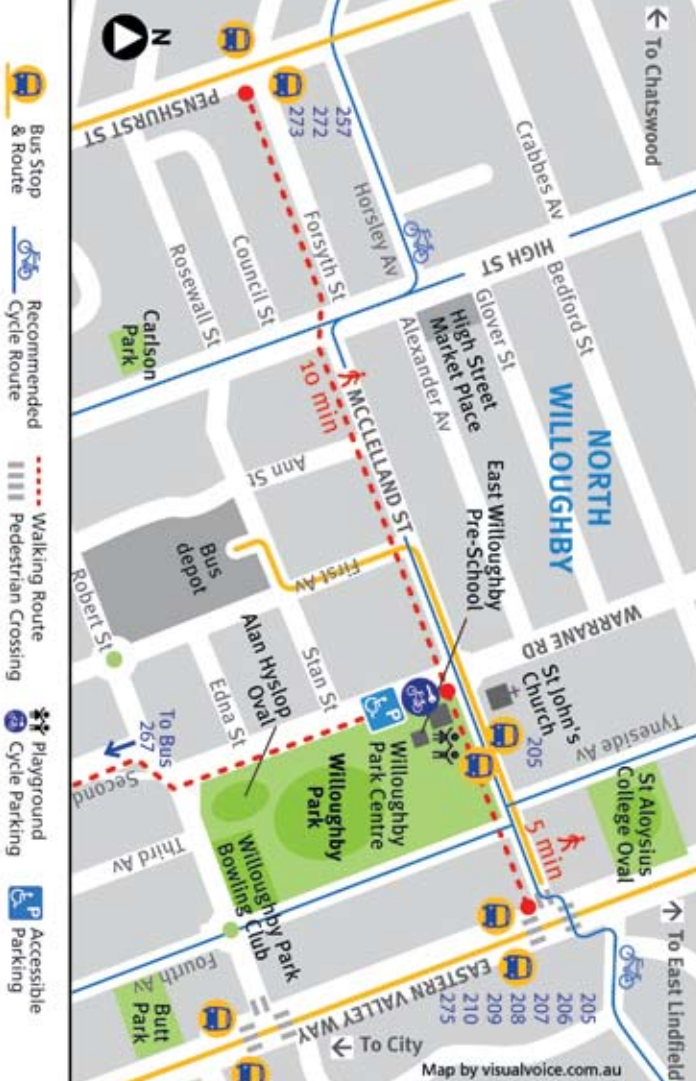 ← To Chatswood
N
PENSHURST ST
257
272
273
Horsley Av
Crabbes Av
HIGH ST
Bedford St
Forsyth St
Council St
Rosewall St
Carlson
Park
Glover St
High Street
Market Place
Alexander Av
10 min
MCCLELLAND ST
NORTH
WILLOUGHBY
Ann St
Bus
depot
First Av
East Willoughby
Pre-School
WARRANE RD
St John's
Church
205
Tyneside Av
St Aloysius
College Oval
Robert St
Edna St
Stan St
Alan Hyslop
Oval
P
Willoughby
Park Centre
Willoughby
Park
To Bus
267
Second
Third Av
Willoughby Park
Bowling Club
5 min
Fourth Av
Butt
Park
EASTERN VALLEY WAY
205
206
207
208
209
210
275
← To East Lindfield
→ To City
Map by visualvoice.com.au
Bus Stop
& Route
Recommended
Cycle Route
Walking Route
Pedestrian Crossing
Playground
Cycle Parking
P
Accessible
Parking